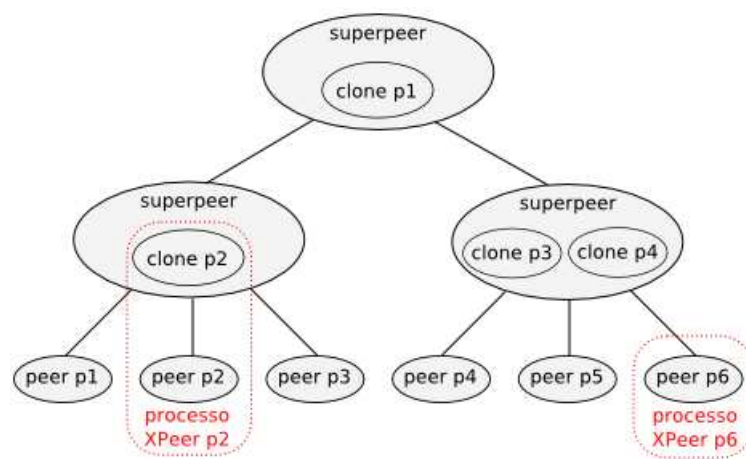 superpeer
clone p1
superpeer
clone p2
superpeer
clone p3
clone p4
peer p1
peer p2
peer p3
peer p4
peer p5
peer p6
processo
XPeer p2
processo
XPeer p6